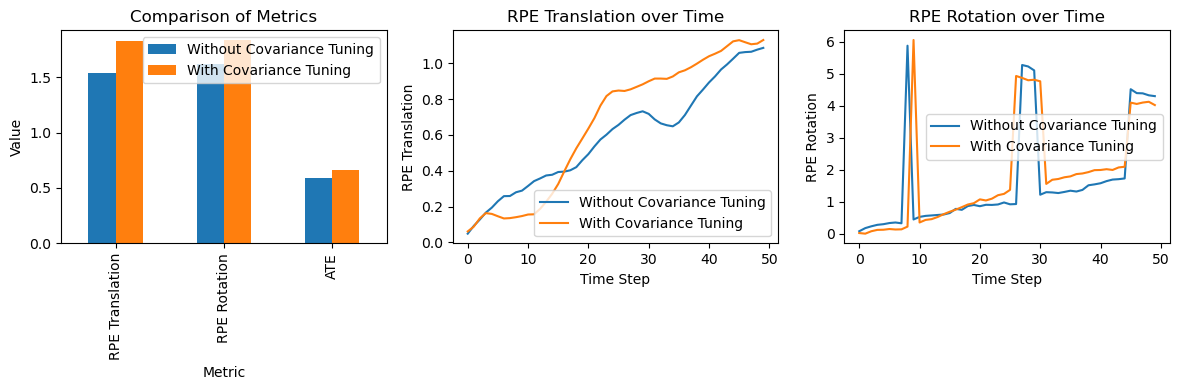 Comparison of Metrics
Value
1.5
1.0
0.5
0.0
Without Covariance Tuning
With Covariance Tuning
RPE Translation
RPE Rotation
ATE
Metric
RPE Translation over Time
RPE Translation
1.0
0.8
0.6
0.4
0.2
0.0
Without Covariance Tuning
With Covariance Tuning
0 10 20 30 40 50
Time Step
RPE Rotation over Time
RPE Rotation
6
5
4
3
2
1
0
Without Covariance Tuning
With Covariance Tuning
0 10 20 30 40 50
Time Step